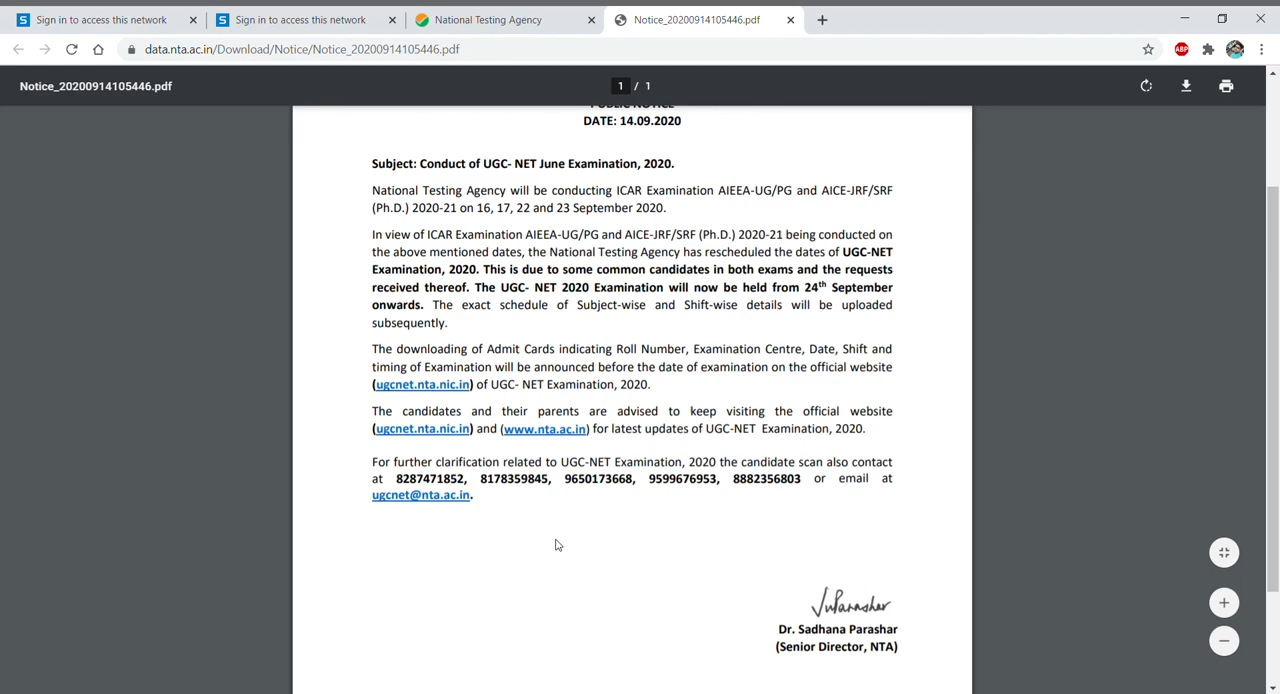 Sign in to access this network
Sign in to access this network
National Testing Agency
Notice_20200914105446.pdf
data.nta.ac.in/Download/Notice/Notice_20200914105446.pdf
ABP
Notice_20200914105446.pdf
1 / 1
PUBLIC NOTICE
DATE: 14.09.2020
Subject: Conduct of UGC- NET June Examination, 2020.
National Testing Agency will be conducting ICAR Examination AIEEA-UG/PG and AICE-JRF/SRF
(Ph.D.) 2020-21 on 16, 17, 22 and 23 September 2020.
In view of ICAR Examination AIEEA-UG/PG and AICE-JRF/SRF (Ph.D.) 2020-21 being conducted on
the above mentioned dates, the National Testing Agency has rescheduled the dates of UGC-NET
Examination, 2020. This is due to some common candidates in both exams and the requests
received thereof. The UGC- NET 2020 Examination will now be held from 24th September
onwards. The exact schedule of Subject-wise and Shift-wise details will be uploaded
subsequently.
The downloading of Admit Cards indicating Roll Number, Examination Centre, Date, Shift and
timing of Examination will be announced before the date of examination on the official website
(ugcnet.nta.nic.in) of UGC- NET Examination, 2020.
The candidates and their parents are advised to keep visiting the official website
(ugcnet.nta.nic.in) and (www.nta.ac.in) for latest updates of UGC-NET Examination, 2020.
For further clarification related to UGC-NET Examination, 2020 the candidate scan also contact
at 8287471852, 8178359845, 9650173668, 9599676953, 8882356803 or email at
ugcnet@nta.ac.in.
Dr. Sadhana Parashar
(Senior Director, NTA)